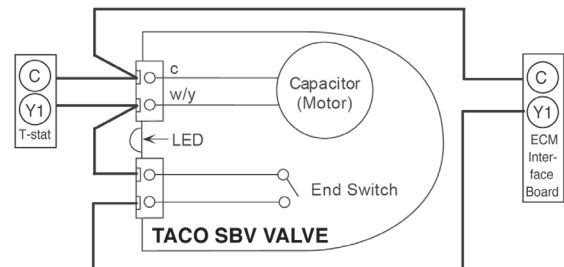 C
Y1
T-stat
c
w/y
LED
Capacitor
(Motor)
End Switch
TACO SBV VALVE
C
Y1
ECM
Inter-
face
Board